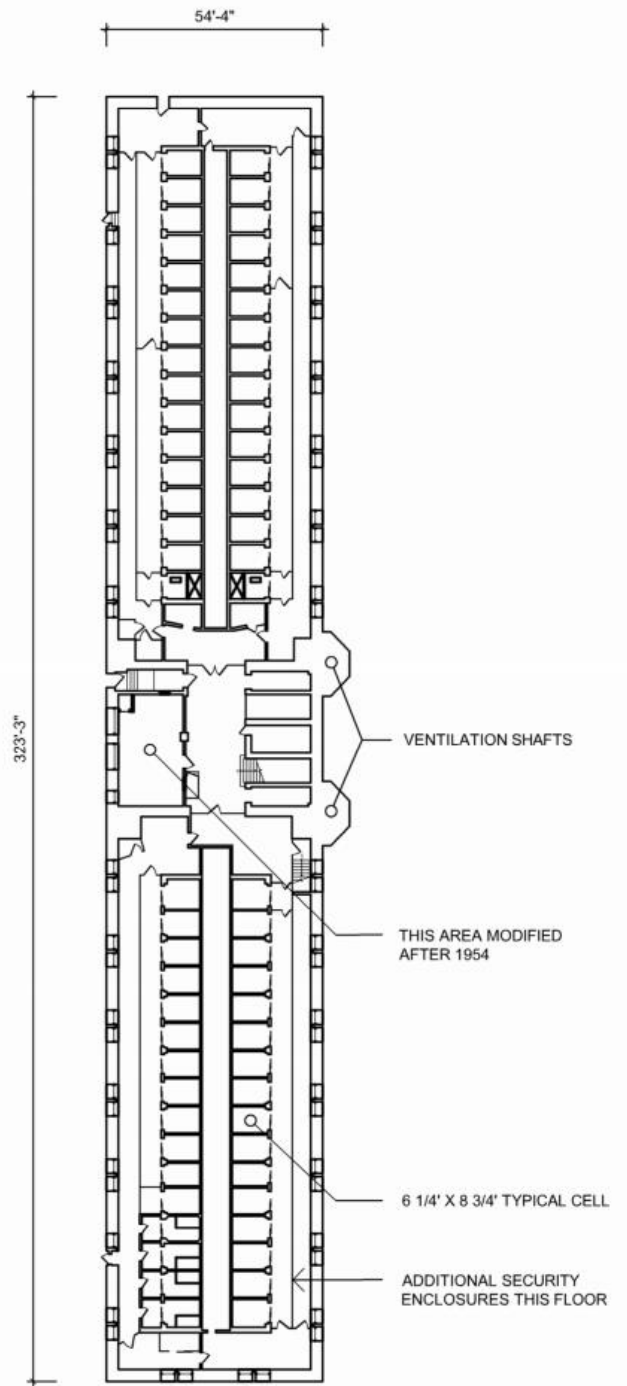 54'-4"
323'-3"
VENTILATION SHAFTS
THIS AREA MODIFIED
AFTER 1954
6 1/4' X 8 3/4' TYPICAL CELL
ADDITIONAL SECURITY
ENCLOSURES THIS FLOOR